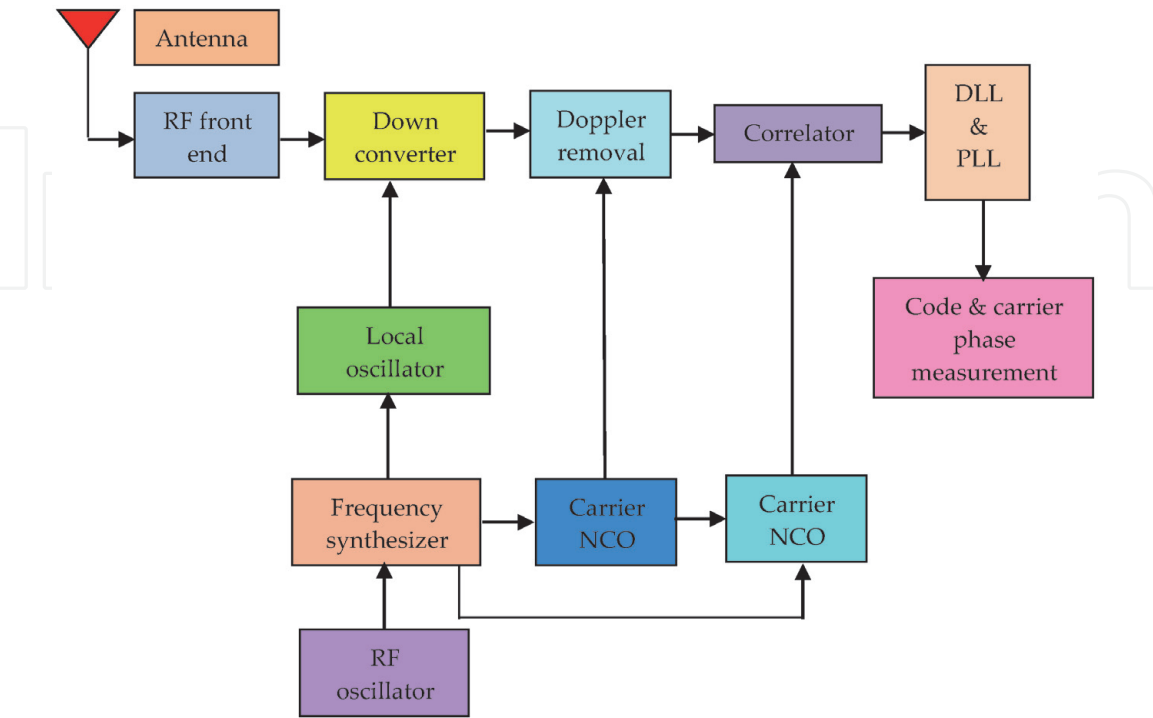 Antenna
RF front
end
Down
converter
Doppler
removal
Correlator
DLL
&
PLL
Local
oscillator
Code & carrier
phase
measurement
Frequency
synthesizer
Carrier
NCO
Carrier
NCO
RF
oscillator